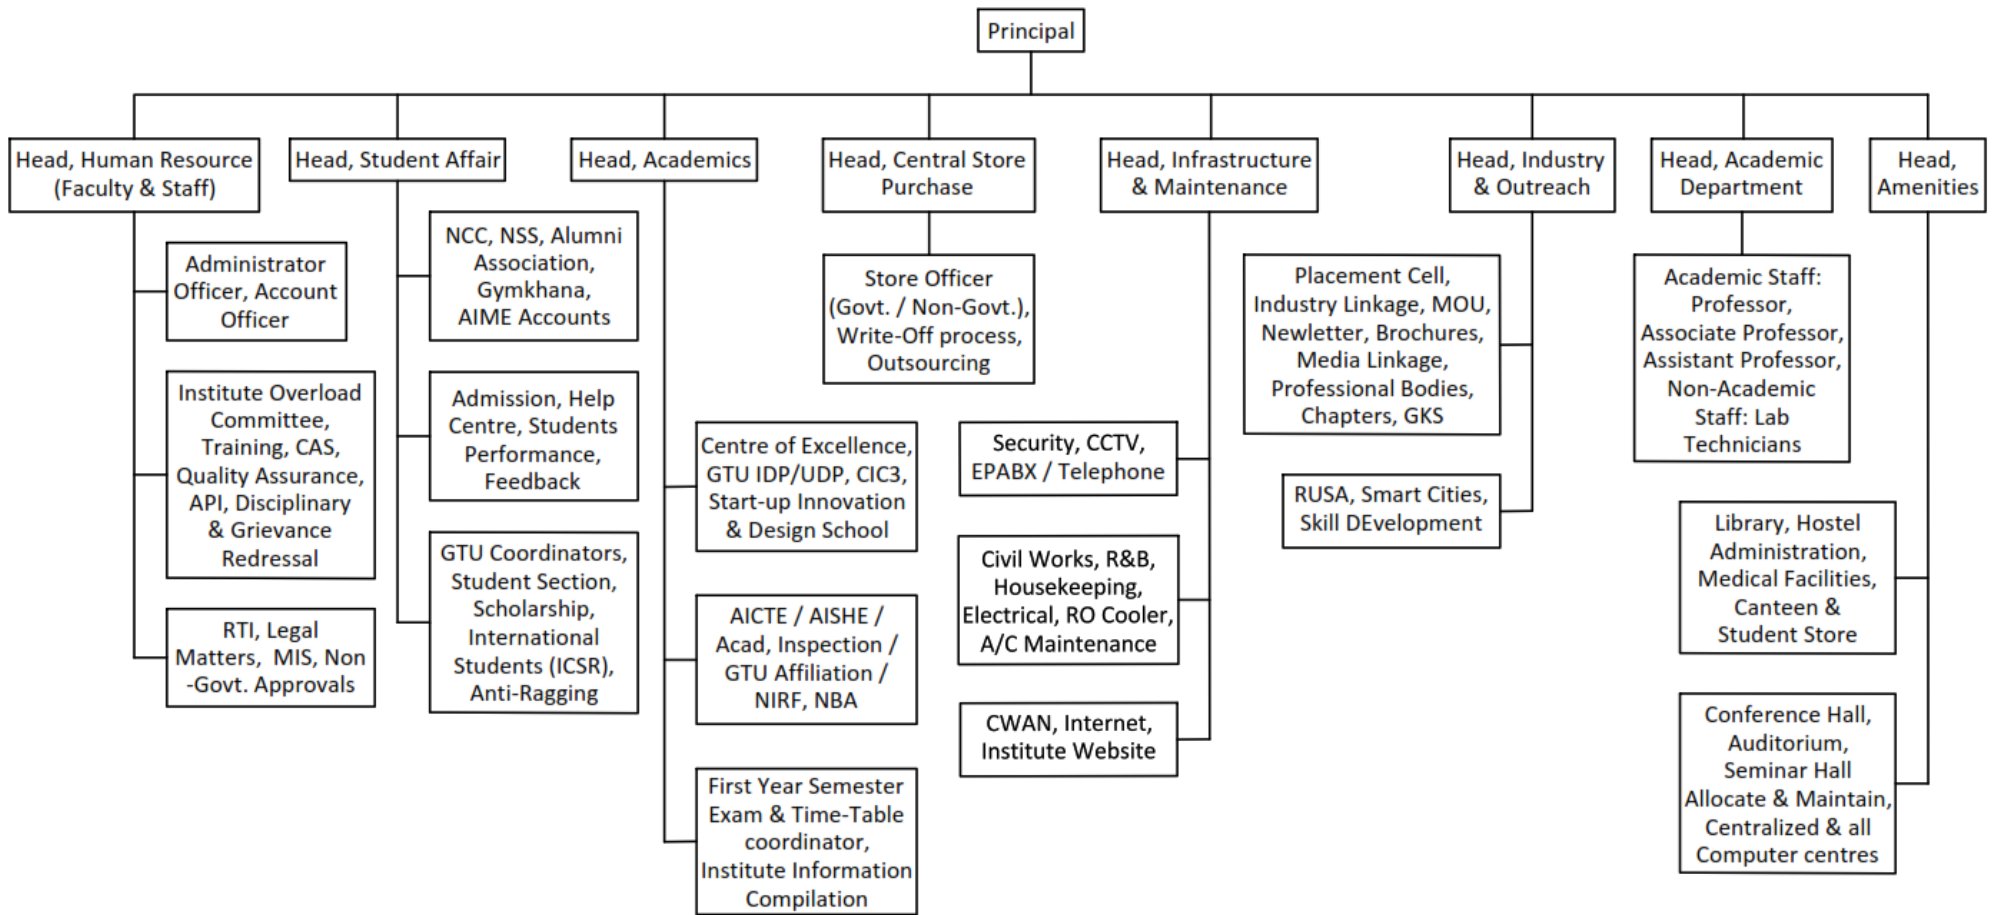 Principal
Head, Human Resource
(Faculty & Staff)
Administrator
Officer, Account
Officer
Institute Overload
Committee,
Training, CAS,
Quality Assurance,
API, Disciplinary
& Grievance
Redressal
RTI, Legal
Matters, MIS, Non
-Govt. Approvals
Head, Student Affair
NCC, NSS, Alumni
Association,
Gymkhana,
AIME Accounts
Admission, Help
Centre, Students
Performance,
Feedback
GTU Coordinators,
Student Section,
Scholarship,
International
Students (ICSR),
Anti-Ragging
Head, Academics
Centre of Excellence,
GTU IDP/UDP, CIC3,
Start-up Innovation
& Design School
AICTE / AISHE /
Acad, Inspection /
GTU Affiliation /
NIRF, NBA
First Year Semester
Exam & Time-Table
coordinator,
Institute Information
Compilation
Head, Central Store
Purchase
Store Officer
(Govt. / Non-Govt.),
Write-Off process,
Outsourcing
Head, Infrastructure
& Maintenance
Security, CCTV,
EPABX / Telephone
Civil Works, R&B,
Housekeeping,
Electrical, RO Cooler,
A/C Maintenance
CWAN, Internet,
Institute Website
Head, Industry
& Outreach
Placement Cell,
Industry Linkage, MOU,
Newletter, Brochures,
Media Linkage,
Professional Bodies,
Chapters, GKS
RUSA, Smart Cities,
Skill DEvelopment
Head, Academic
Department
Academic Staff:
Professor,
Associate Professor,
Assistant Professor,
Non-Academic
Staff: Lab
Technicians
Head,
Amenities
Library, Hostel
Administration,
Medical Facilities,
Canteen &
Student Store
Conference Hall,
Auditorium,
Seminar Hall
Allocate & Maintain,
Centralized & all
Computer centres